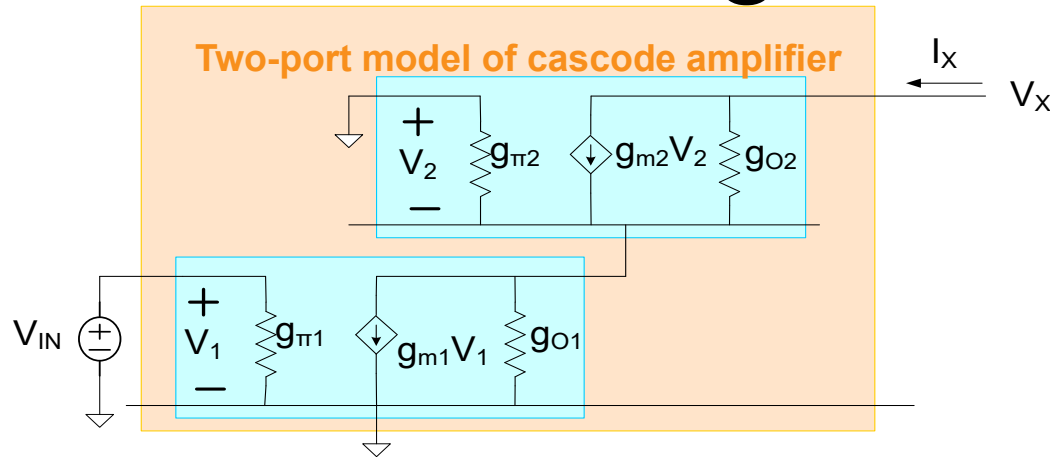 Two-port model of cascode amplifier
I_X
V_X
+
V_2
−
g_π2
g_m2V_2
g_O2
V_IN
+
−
+
V_1
−
g_π1
g_m1V_1
g_O1